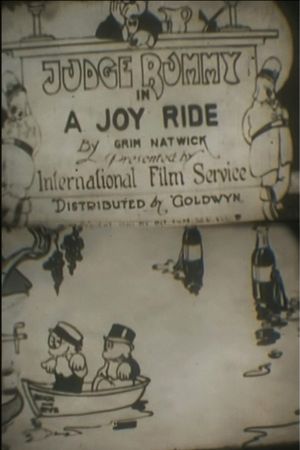 JUDGE RUMMY
IN
A JOY RIDE
By GRIM NATWICK
Presented by
International Film Service
DISTRIBUTED by GOLDWYN